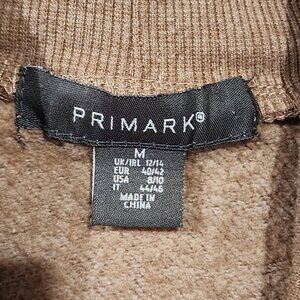 PRIMARK®
M
UK/IRL 12/14
EUR 40/42
USA 8/10
IT 44/46
MADE IN
CHINA